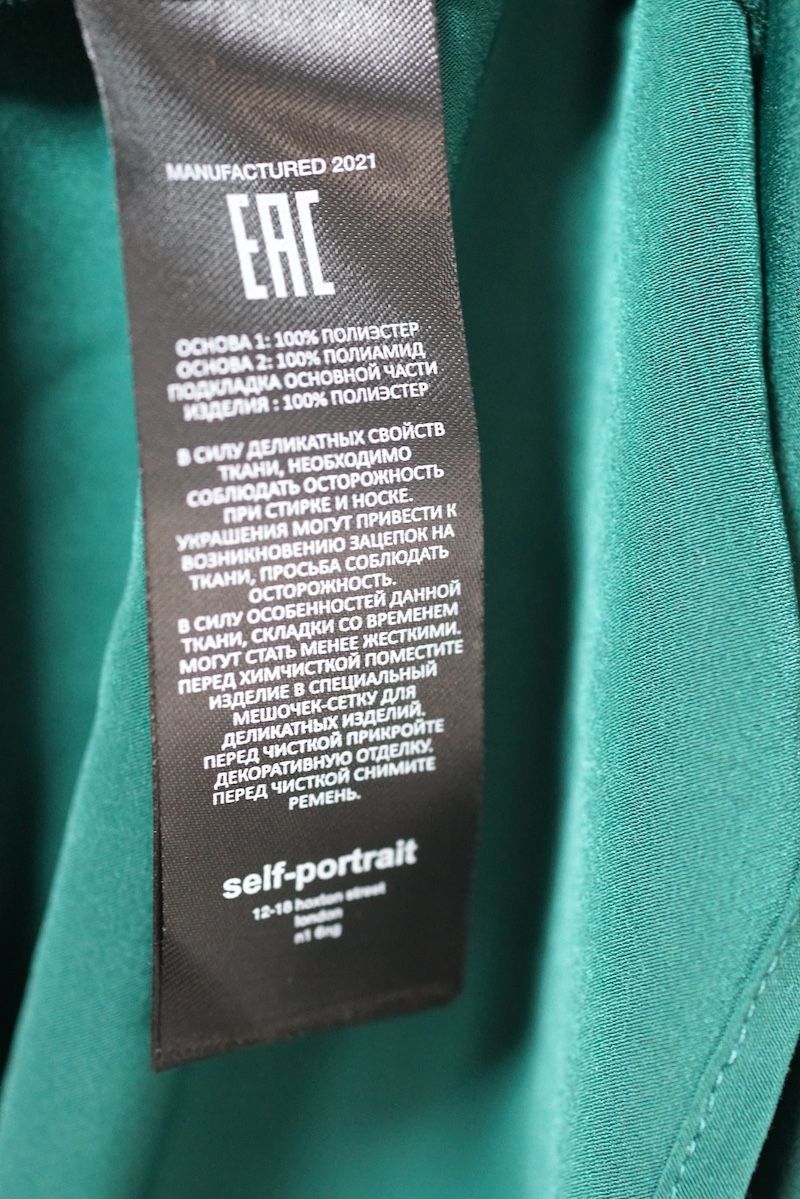 MANUFACTURED 2021
EAC
ОСНОВА 1: 100% ПОЛИЭСТЕР
ОСНОВА 2: 100% ПОЛИАМИД
ПОДКЛАДКА ОСНОВНОЙ ЧАСТИ
ИЗДЕЛИЯ : 100% ПОЛИЭСТЕР
В СИЛУ ДЕЛИКАТНЫХ СВОЙСТВ
ТКАНИ, НЕОБХОДИМО
СОБЛЮДАТЬ ОСТОРОЖНОСТЬ
ПРИ СТИРКЕ И НОСКЕ.
УКРАШЕНИЯ МОГУТ ПРИВЕСТИ К
ВОЗНИКНОВЕНИЮ ЗАЦЕПОК НА
ТКАНИ, ПРОСЬБА СОБЛЮДАТЬ
ОСТОРОЖНОСТЬ.
В СИЛУ ОСОБЕННОСТЕЙ ДАННОЙ
ТКАНИ, СКЛАДКИ СО ВРЕМЕНЕМ
МОГУТ СТАТЬ МЕНЕЕ ЖЕСТКИМИ.
ПЕРЕД ХИМЧИСТКОЙ ПОМЕСТИТЕ
ИЗДЕЛИЕ В СПЕЦИАЛЬНЫЙ
МЕШОЧЕК-СЕТКУ ДЛЯ
ДЕЛИКАТНЫХ ИЗДЕЛИЙ.
ПЕРЕД ЧИСТКОЙ ПРИКРОЙТЕ
ДЕКОРАТИВНУЮ ОТДЕЛКУ.
ПЕРЕД ЧИСТКОЙ СНИМИТЕ
РЕМЕНЬ.
self-portrait
12-18 hoxton street
london
n1 6ng